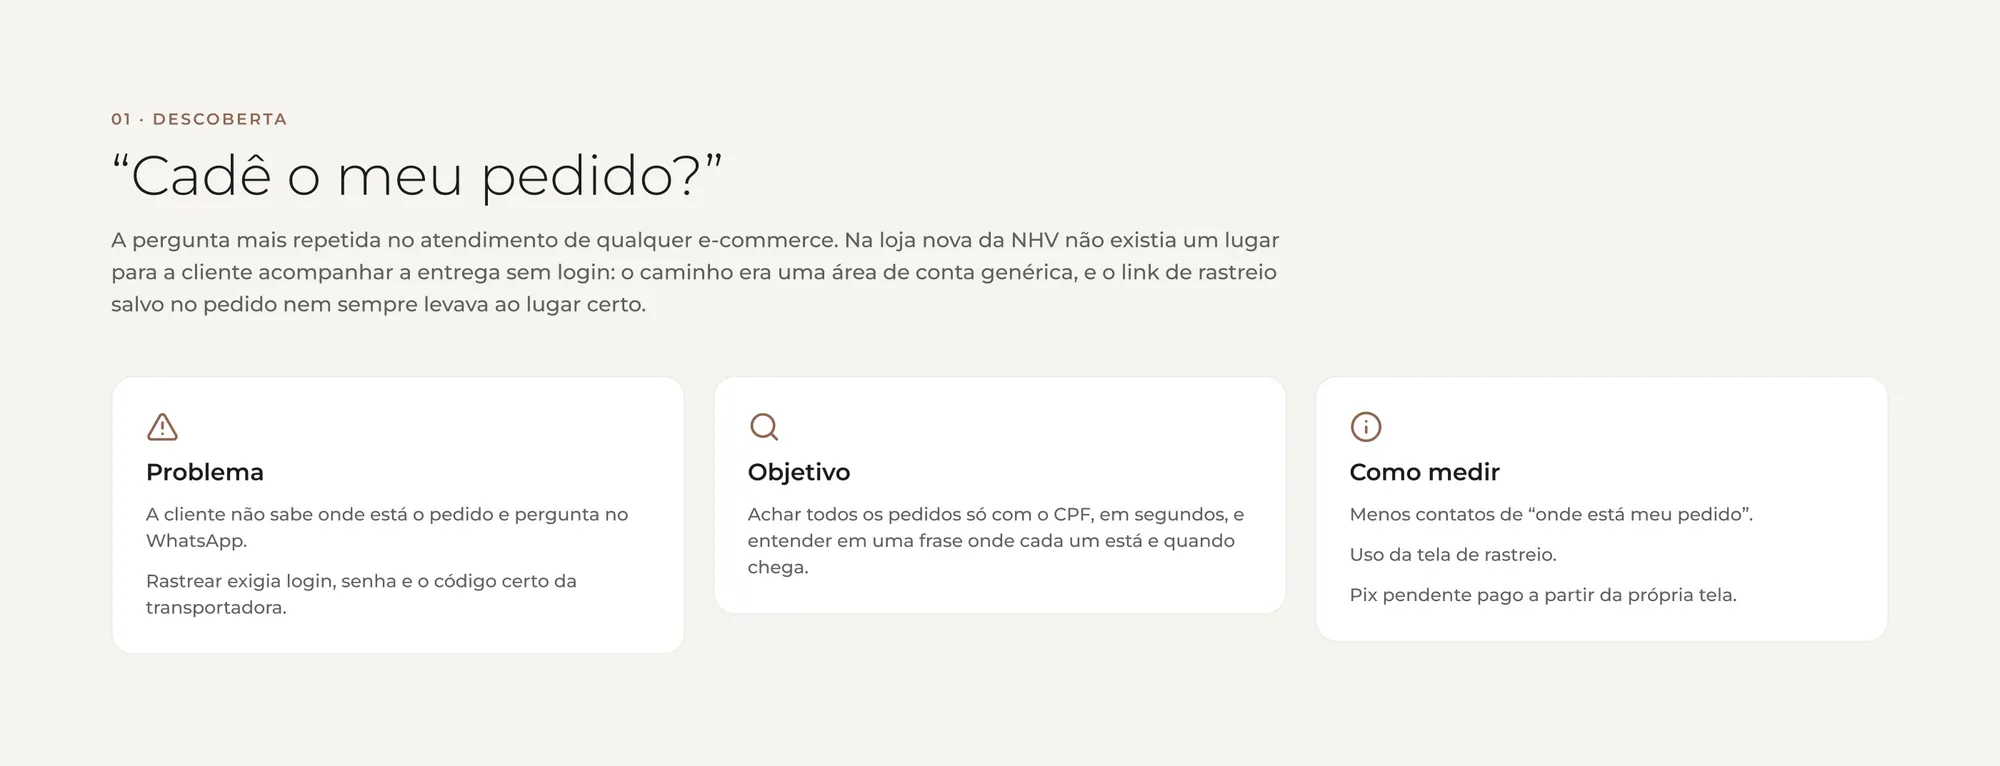 01 · DESCOBERTA
“Cadê o meu pedido?”
A pergunta mais repetida no atendimento de qualquer e-commerce. Na loja nova da NHV não existia um lugar
para a cliente acompanhar a entrega sem login: o caminho era uma área de conta genérica, e o link de rastreio
salvo no pedido nem sempre levava ao lugar certo.
Problema
A cliente não sabe onde está o pedido e pergunta no
WhatsApp.
Rastrear exigia login, senha e o código certo da
transportadora.
Objetivo
Achar todos os pedidos só com o CPF, em segundos, e
entender em uma frase onde cada um está e quando
chega.
Como medir
Menos contatos de “onde está meu pedido”.
Uso da tela de rastreio.
Pix pendente pago a partir da própria tela.